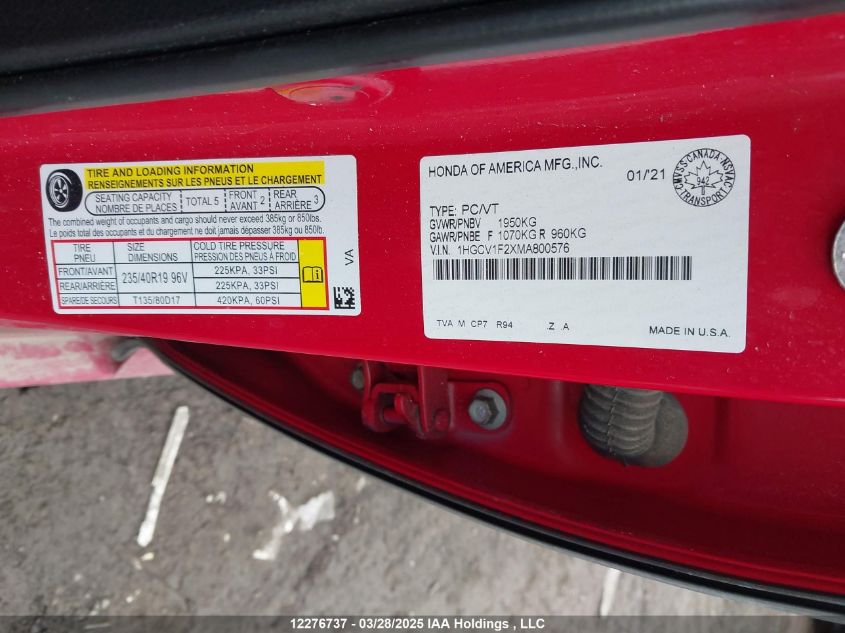 TIRE AND LOADING INFORMATION
RENSEIGNEMENTS SUR LES PNEUS ET LE CHARGEMENT
SEATING CAPACITY
NOMBRE DE PLACES
TOTAL 5
FRONT
AVANT 2
REAR
ARRIÈRE 3
The combined weight of occupants and cargo should never exceed 385kg or 850lbs.
Le poids total des occupants et du chargement ne doit jamais dépasser 385kg ou 850lbs.
TIRE
PNEU
SIZE
DIMENSIONS
COLD TIRE PRESSURE
PRESSION DES PNEUS À FROID
FRONT/AVANT
235/40R19 96V
225KPA, 33PSI
REAR/ARRIÈRE
225KPA, 33PSI
SPARE/DE SECOURS
T135/80D17
420KPA, 60PSI
VA
HONDA OF AMERICA MFG.,INC.
01/'21
TYPE: PC/VT
GVWR/PNBV 1950KG
GAWR/PNBE F 1070KG R 960KG
V.I.N. 1HGCV1F2XMA800576
TVA M CP7 R94 .Z .A
MADE IN U.S.A.
CANADA
TRANSPORT
12276737 - 03/28/2025 IAA Holdings , LLC